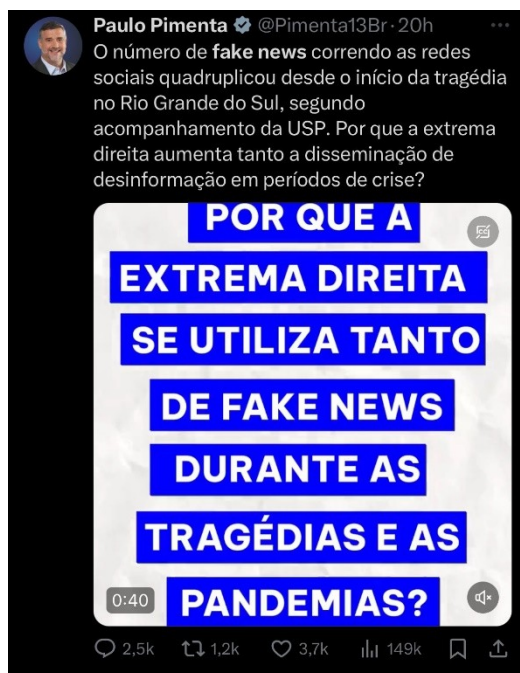 Paulo Pimenta @Pimenta13Br · 20h
O número de fake news correndo as redes
sociais quadruplicou desde o início da tragédia
no Rio Grande do Sul, segundo
acompanhamento da USP. Por que a extrema
direita aumenta tanto a disseminação de
desinformação em períodos de crise?
POR QUE A
EXTREMA DIREITA
SE UTILIZA TANTO
DE FAKE NEWS
DURANTE AS
TRAGÉDIAS E AS
PANDEMIAS?
0:40
2,5k 1,2k 3,7k 149k